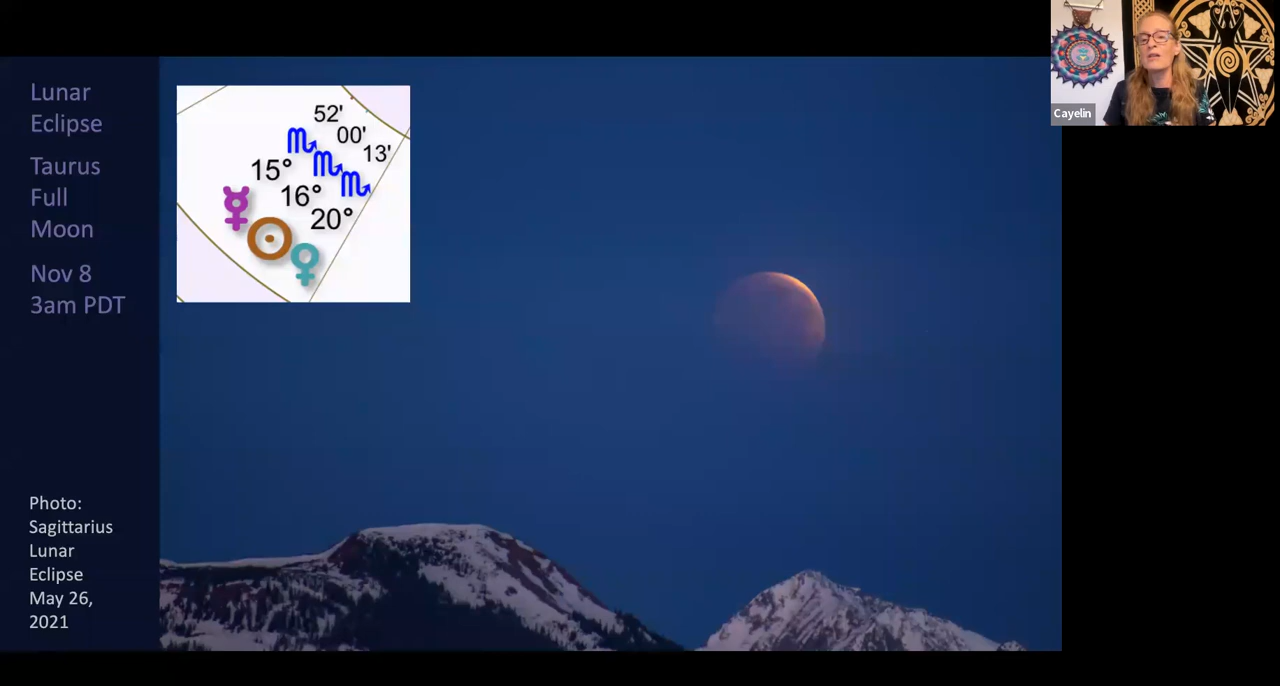 Lunar
Eclipse
Taurus
Full
Moon
Nov 8
3am PDT
52'
00'
13'
♏ ♏ ♏
15°
16°
20°
☿ ☉ ♀
Photo:
Sagittarius
Lunar
Eclipse
May 26,
2021
Cayelin